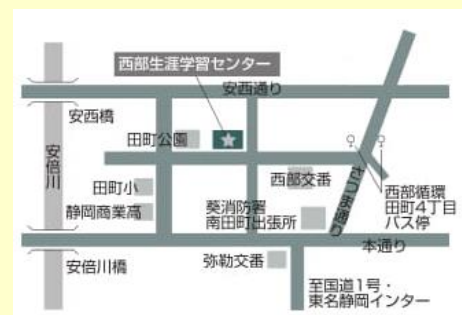 西部生涯学習センター
安西通り
安西橋
田町公園
安倍川
西部交番
さつま通り
田町小
静岡商業高
葵消防署
南田町出張所
西部循環
田町4丁目
バス停
本通り
安倍川橋
弥勒交番
至国道1号・
東名静岡インター